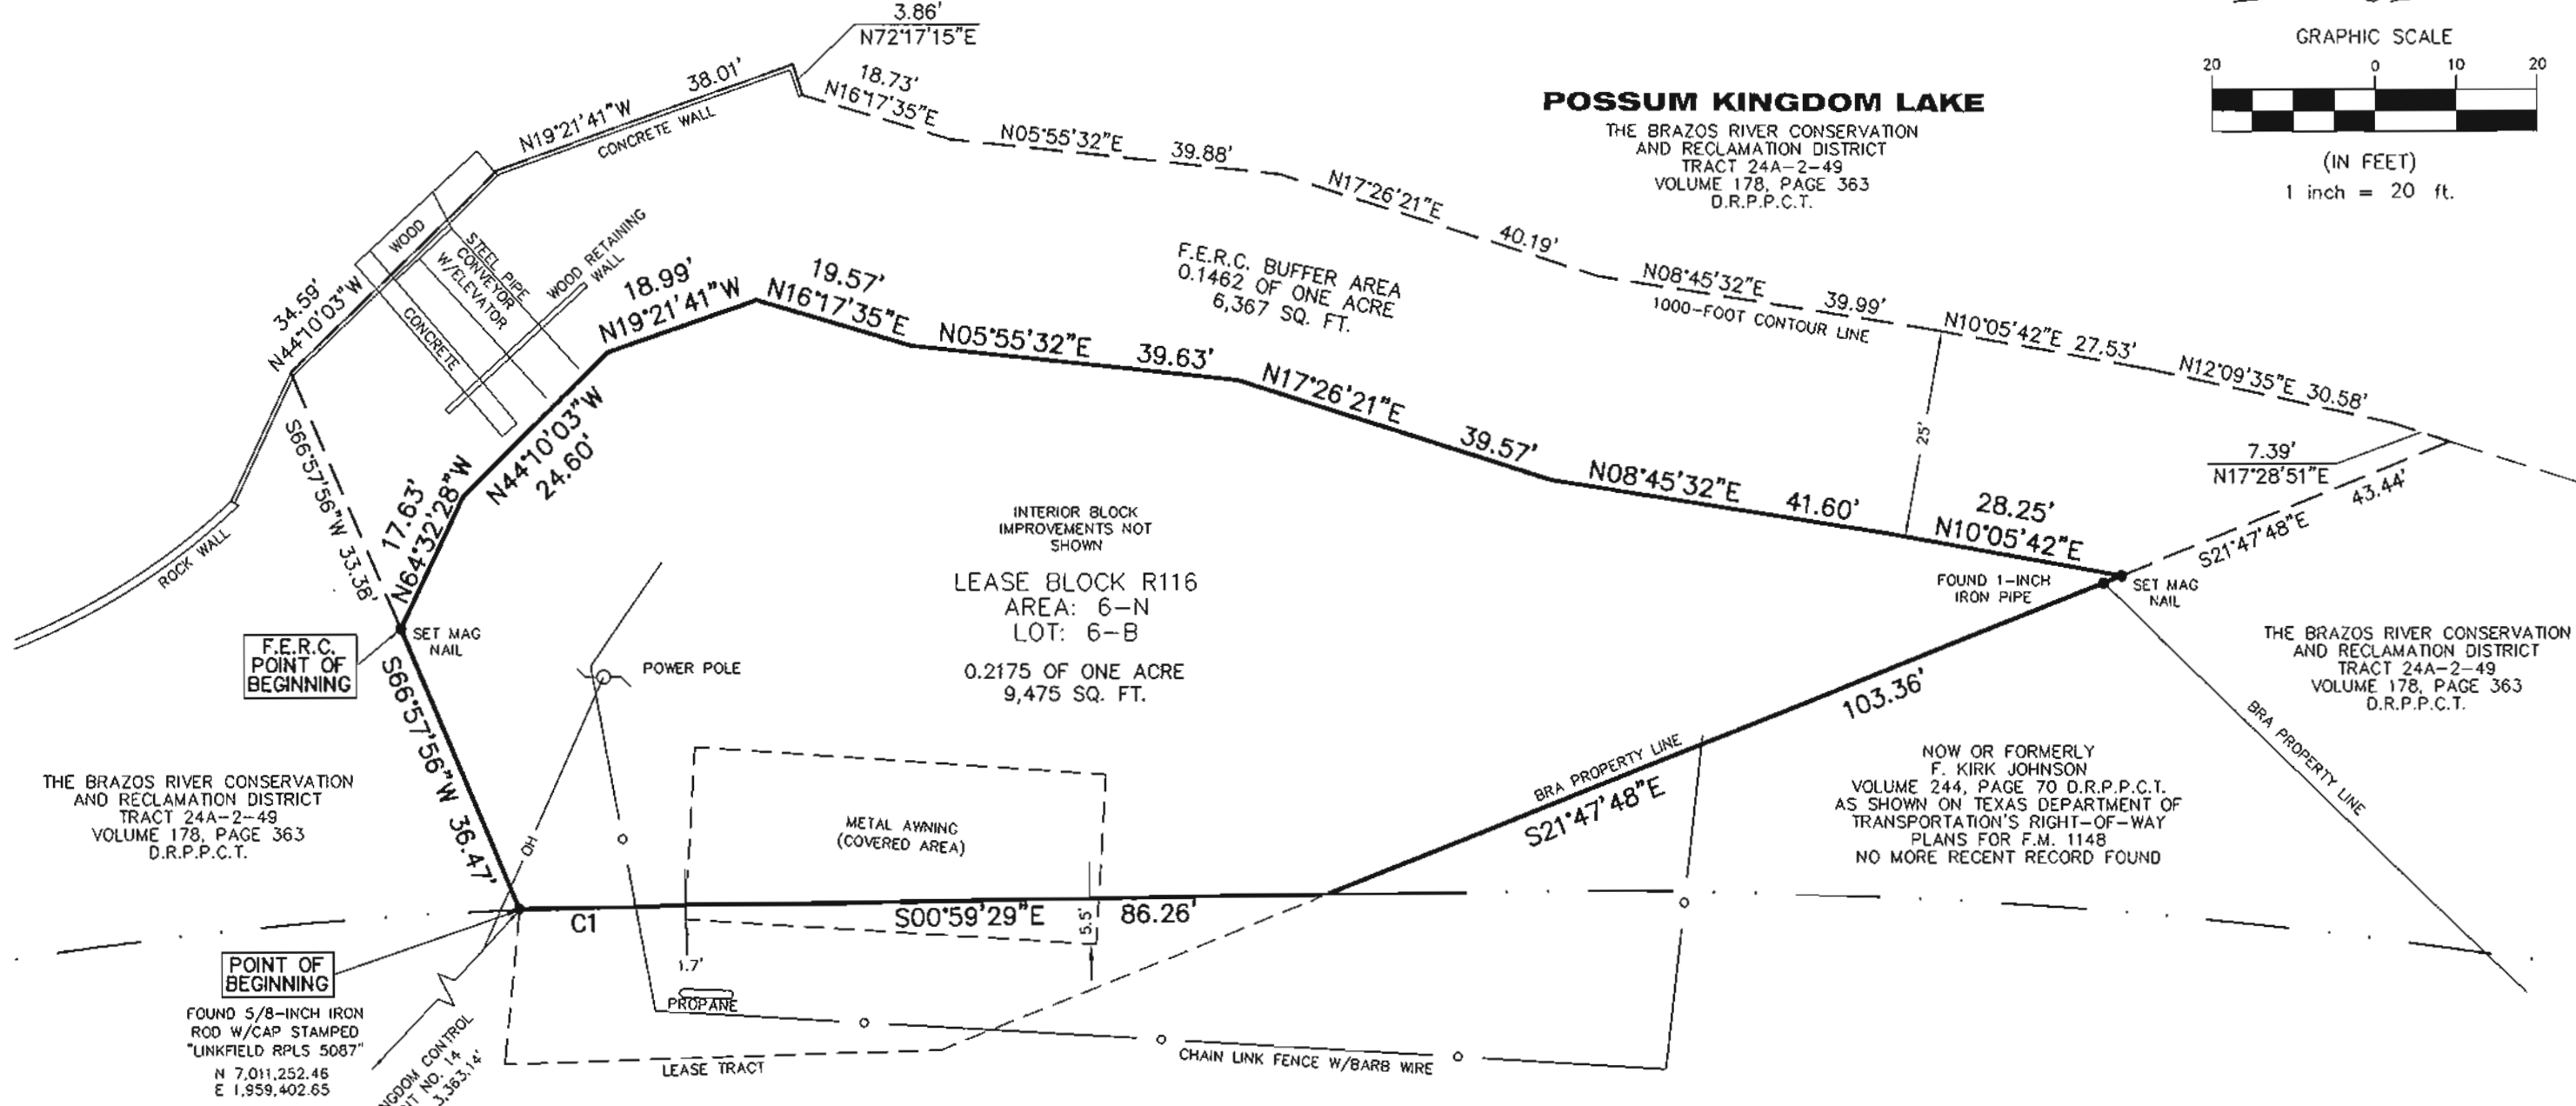 3.86'
N72°17'15"E
GRAPHIC SCALE
20 0 10 20
(IN FEET)
1 inch = 20 ft.
POSSUM KINGDOM LAKE
THE BRAZOS RIVER CONSERVATION
AND RECLAMATION DISTRICT
TRACT 24A-2-49
VOLUME 178, PAGE 363
D.R.P.P.C.T.
N19°21'41"W 38.01'
CONCRETE WALL
18.73'
N16°17'35"E
N05°55'32"E 39.88'
N17°26'21"E 40.19'
N08°45'32"E 39.99'
1000-FOOT CONTOUR LINE
N10°05'42"E 27.53'
N12°09'35"E 30.58'
7.39'
N17°28'51"E
S21°47'48"E 43.44'
34.59'
N44°10'03"W
WOOD
STEEL PIPE
CONVEYOR
W/ELEVATOR
WOOD RETAINING
WALL
CONCRETE
F.E.R.C. BUFFER AREA
0.1462 OF ONE ACRE
6,367 SQ. FT.
18.99'
N19°21'41"W
19.57'
N16°17'35"E
N05°55'32"E 39.63'
N17°26'21"E 39.57'
N08°45'32"E 41.60'
25'
28.25'
N10°05'42"E
S66°57'56"W 33.38'
17.63'
N64°32'28"W
N44°10'03"W
24.60'
ROCK WALL
INTERIOR BLOCK
IMPROVEMENTS NOT
SHOWN
LEASE BLOCK R116
AREA: 6-N
LOT: 6-B
0.2175 OF ONE ACRE
9,475 SQ. FT.
FOUND 1-INCH
IRON PIPE
SET MAG
NAIL
F.E.R.C.
POINT OF
BEGINNING
SET MAG
NAIL
POWER POLE
S66°57'56"W 36.47'
OH
THE BRAZOS RIVER CONSERVATION
AND RECLAMATION DISTRICT
TRACT 24A-2-49
VOLUME 178, PAGE 363
D.R.P.P.C.T.
BRA PROPERTY LINE
103.36'
BRA PROPERTY LINE
S21°47'48"E
NOW OR FORMERLY
F. KIRK JOHNSON
VOLUME 244, PAGE 70 D.R.P.P.C.T.
AS SHOWN ON TEXAS DEPARTMENT OF
TRANSPORTATION'S RIGHT-OF-WAY
PLANS FOR F.M. 1148
NO MORE RECENT RECORD FOUND
THE BRAZOS RIVER CONSERVATION
AND RECLAMATION DISTRICT
TRACT 24A-2-49
VOLUME 178, PAGE 363
D.R.P.P.C.T.
METAL AWNING
(COVERED AREA)
C1
S00°59'29"E 86.26'
5.5'
1.7'
PROPANE
POINT OF
BEGINNING
FOUND 5/8-INCH IRON
ROD W/CAP STAMPED
"LINKFIELD RPLS 5087"
N 7,011,252.46
E 1,959,402.65
NGDOM CONTROL
NT NO. 14
3,363.14'
LEASE TRACT
CHAIN LINK FENCE W/BARB WIRE